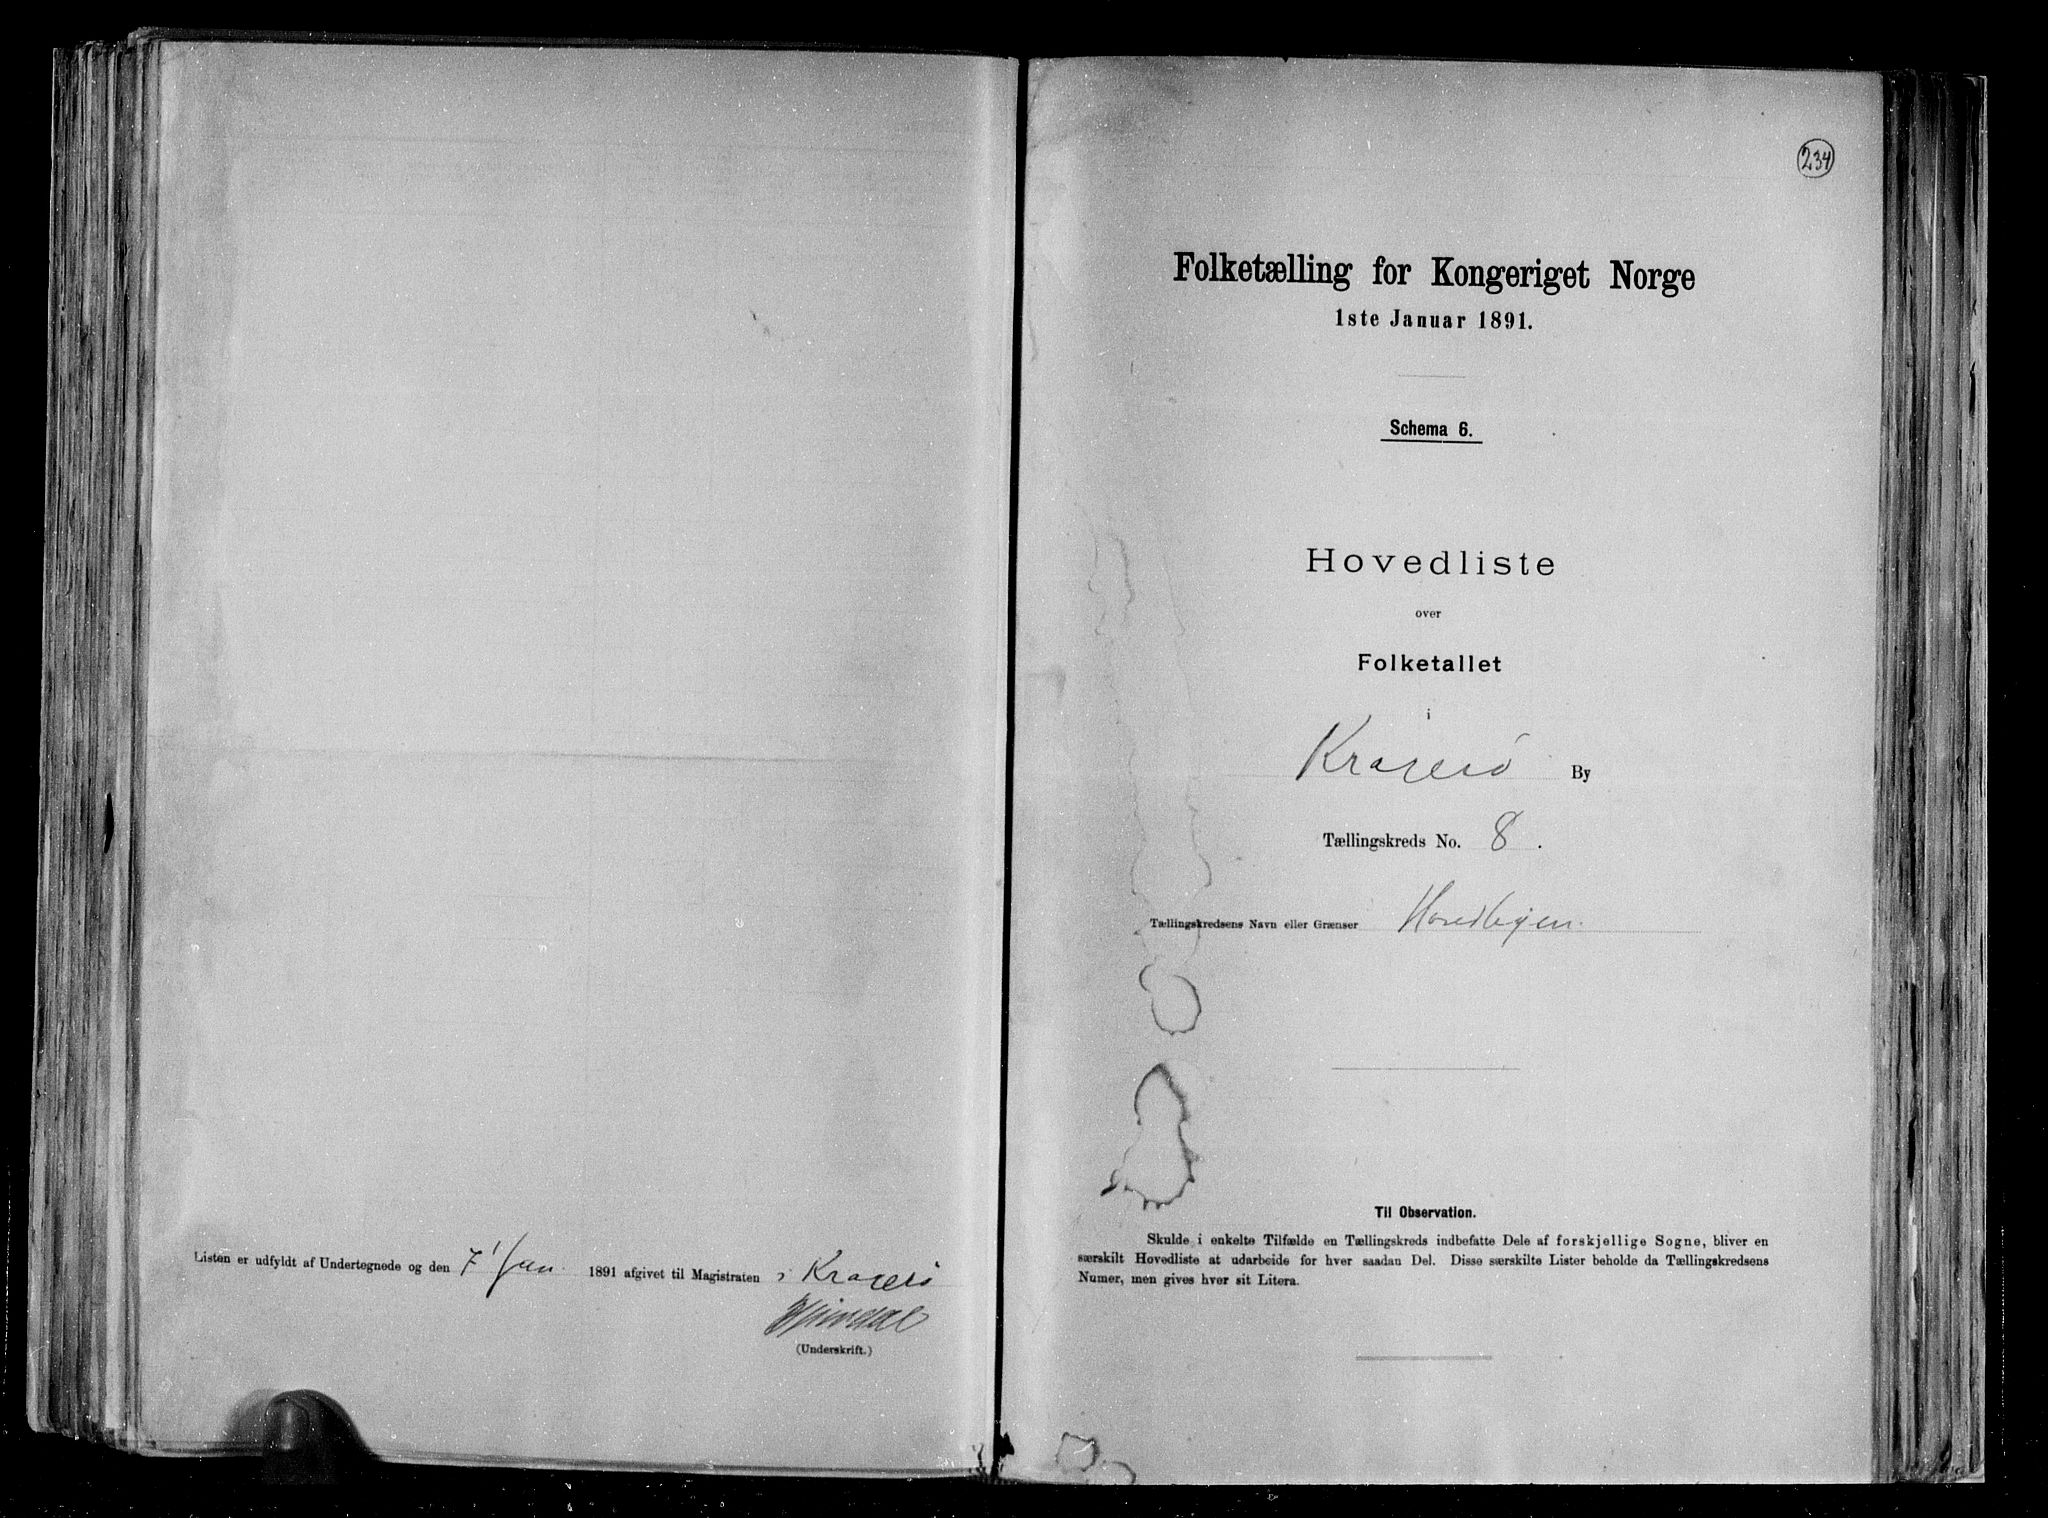 Listen er udfyldt af Undertegnede og den 7' Jan. 1891 afgivet til Magistraten i Kragerø
(Underskrift.)
234
Folketælling for Kongeriget Norge
1ste Januar 1891.
Schema 6.
Hovedliste
over
Folketallet
i
Kragerø By
Tællingskreds No. 8.
Tællingskredsens Navn eller Grænser Hovedbyen.
Til Observation.
Skulde i enkelte Tilfælde en Tællingskreds indbefatte Dele af forskjellige Sogne, bliver en
særskilt Hovedliste at udarbeide for hver saadan Del. Disse særskilte Lister beholde da Tællingskredsens
Numer, men gives hver sit Litera.